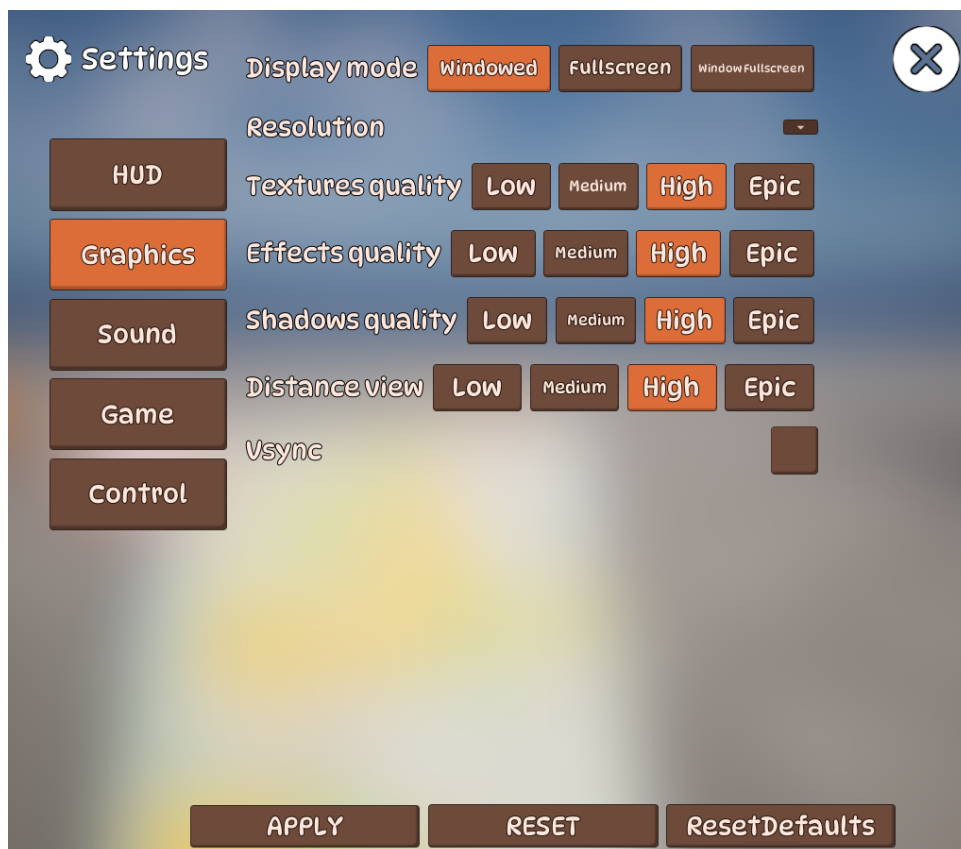 Settings
Display mode Windowed Fullscreen WindowFullscreen
Resolution
HUD
Textures quality Low Medium High Epic
Graphics
Effects quality Low Medium High Epic
Sound
Shadows quality Low Medium High Epic
Distance view Low Medium High Epic
Game
Vsync
Control
APPLY RESET ResetDefaults